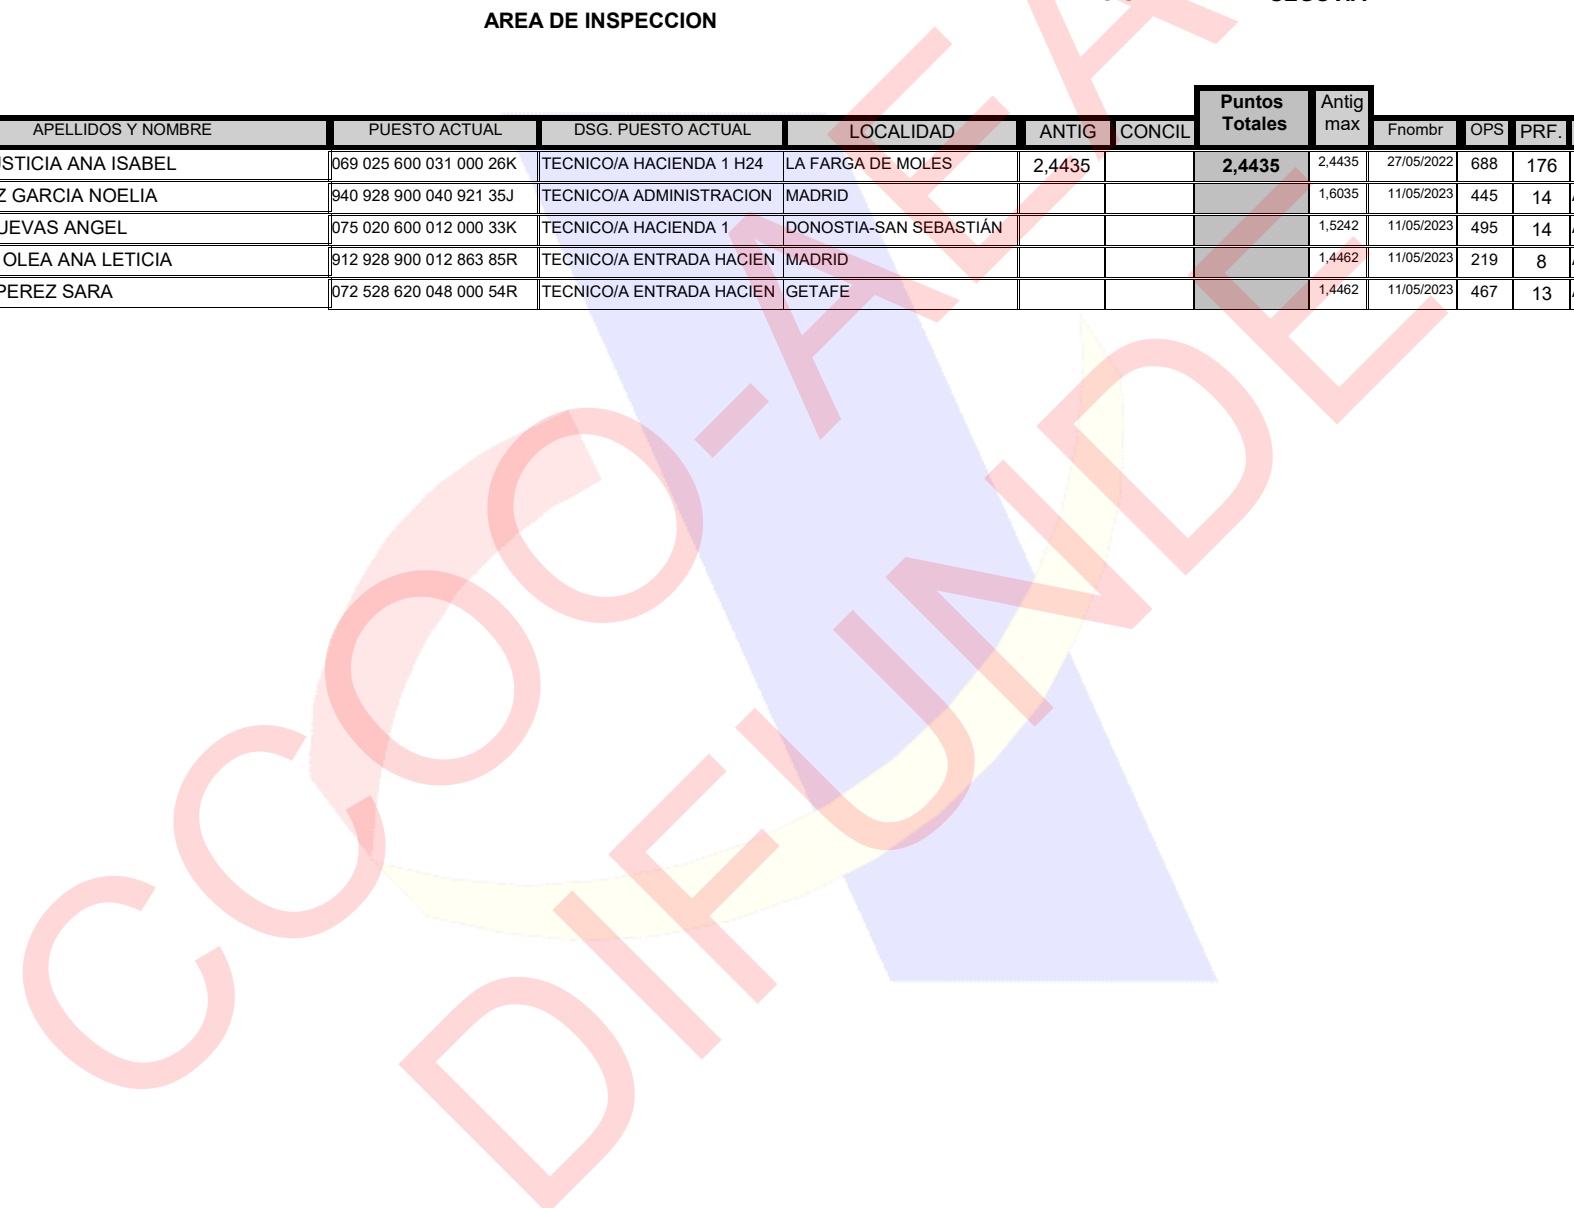 AREA DE INSPECCION
Puntos Totales Antig max
APELLIDOS Y NOMBRE PUESTO ACTUAL DSG. PUESTO ACTUAL LOCALIDAD ANTIG CONCIL Fnombr OPS PRF.
USTICIA ANA ISABEL 069 025 600 031 000 26K TECNICO/A HACIENDA 1 H24 LA FARGA DE MOLES 2,4435 2,4435 2,4435 27/05/2022 688 176
Z GARCIA NOELIA 940 928 900 040 921 35J TECNICO/A ADMINISTRACION MADRID 1,6035 11/05/2023 445 14
UEVAS ANGEL 075 020 600 012 000 33K TECNICO/A HACIENDA 1 DONOSTIA-SAN SEBASTIÁN 1,5242 11/05/2023 495 14
OLEA ANA LETICIA 912 928 900 012 863 85R TECNICO/A ENTRADA HACIEN MADRID 1,4462 11/05/2023 219 8
PEREZ SARA 072 528 620 048 000 54R TECNICO/A ENTRADA HACIEN GETAFE 1,4462 11/05/2023 467 13
CCOO-AEA
DIFUNDE